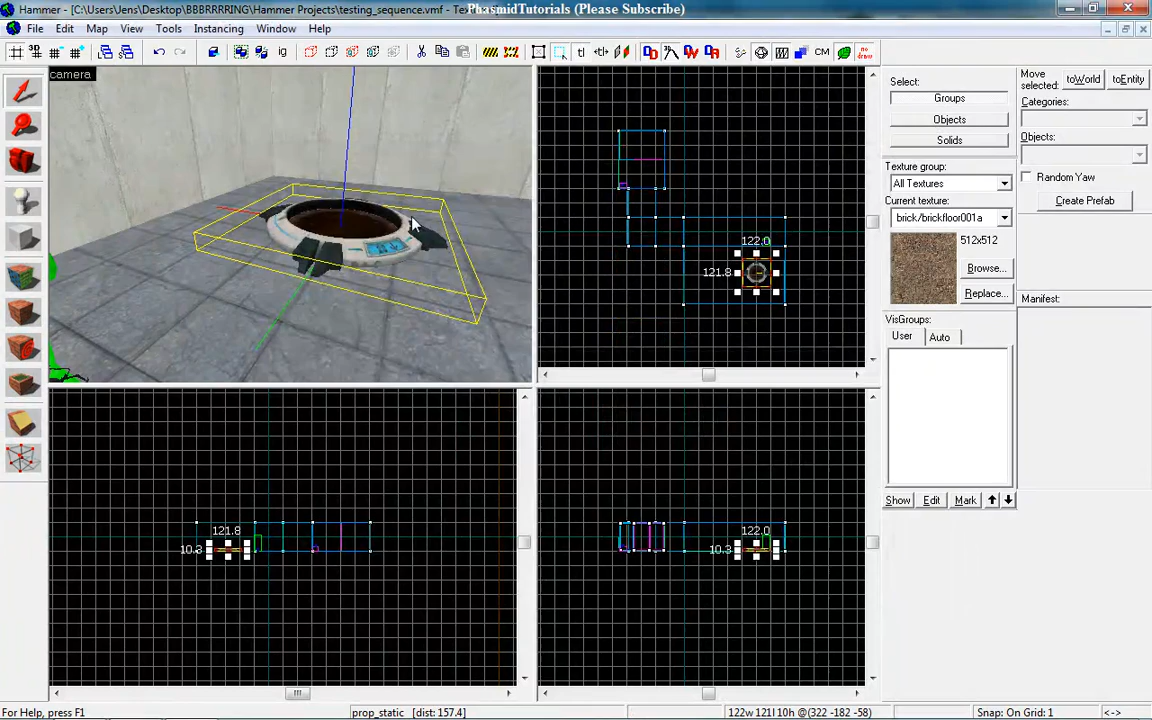 Hammer - [C:\Users\Jens\Desktop\BBBRRRRING\Hammer Projects\testing_sequence.vmf - Te
PhasmidTutorials (Please Subscribe)
File Edit Map View Tools Instancing Window Help
camera
Select:
Groups
Objects
Solids
Texture group:
All Textures
Current texture:
brick/brickfloor001a
512x512
Browse...
Replace...
VisGroups:
User Auto
Show Edit Mark
Move selected:
toWorld toEntity
Categories:
Objects:
Random Yaw
Create Prefab
Manifest:
122.0
121.8
121.8
10.3
122.0
10.3
For Help, press F1
prop_static [dist: 157.4]
122w 121l 10h @(322 -182 -58)
Snap: On Grid: 1
<->